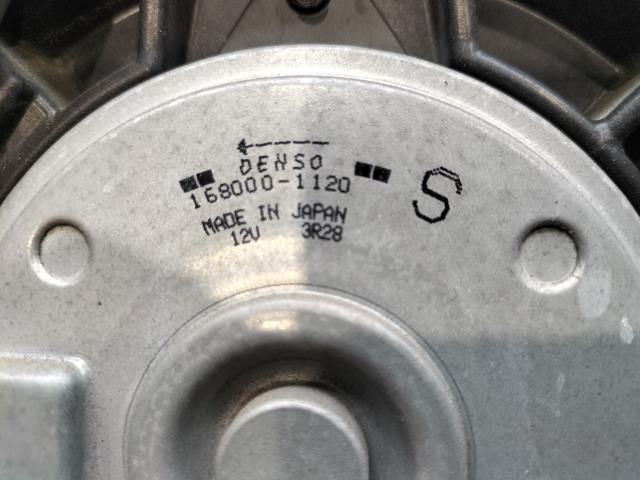 DENSO
168000-1120
S
MADE IN JAPAN
12V 3R28